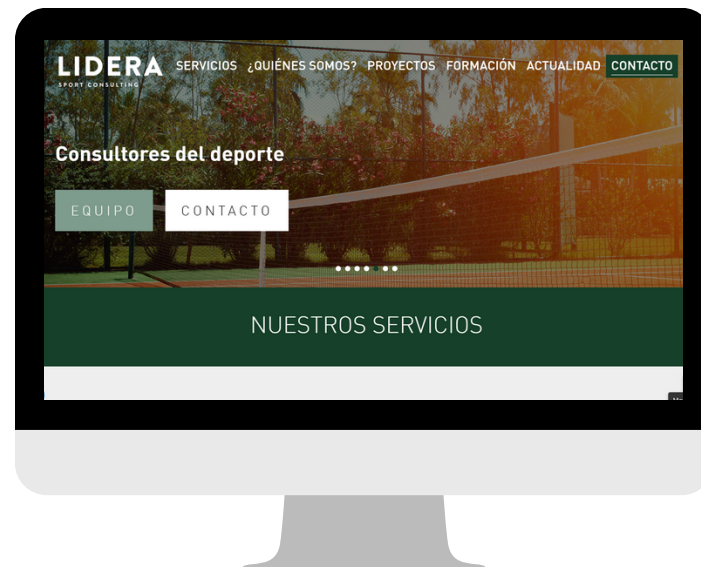 LIDERA
SPORT CONSULTING
SERVICIOS ¿QUIÉNES SOMOS? PROYECTOS FORMACIÓN ACTUALIDAD CONTACTO
Consultores del deporte
EQUIPO CONTACTO
NUESTROS SERVICIOS